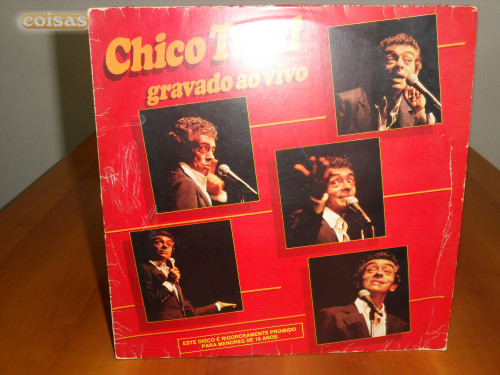 coisas
Chico
gravado ao vivo
ESTE DISCO É RIGOROSAMENTE PROIBIDO
PARA MENORES DE 18 ANOS.